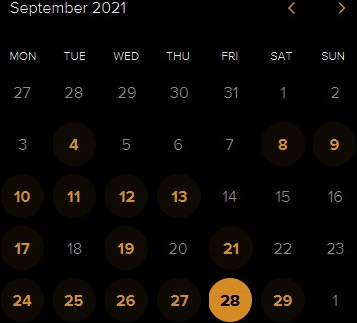 September 2021
MON TUE WED THU FRI SAT SUN
27 28 29 30 31 1 2
3 4 5 6 7 8 9
10 11 12 13 14 15 16
17 18 19 20 21 22 23
24 25 26 27 28 29 1